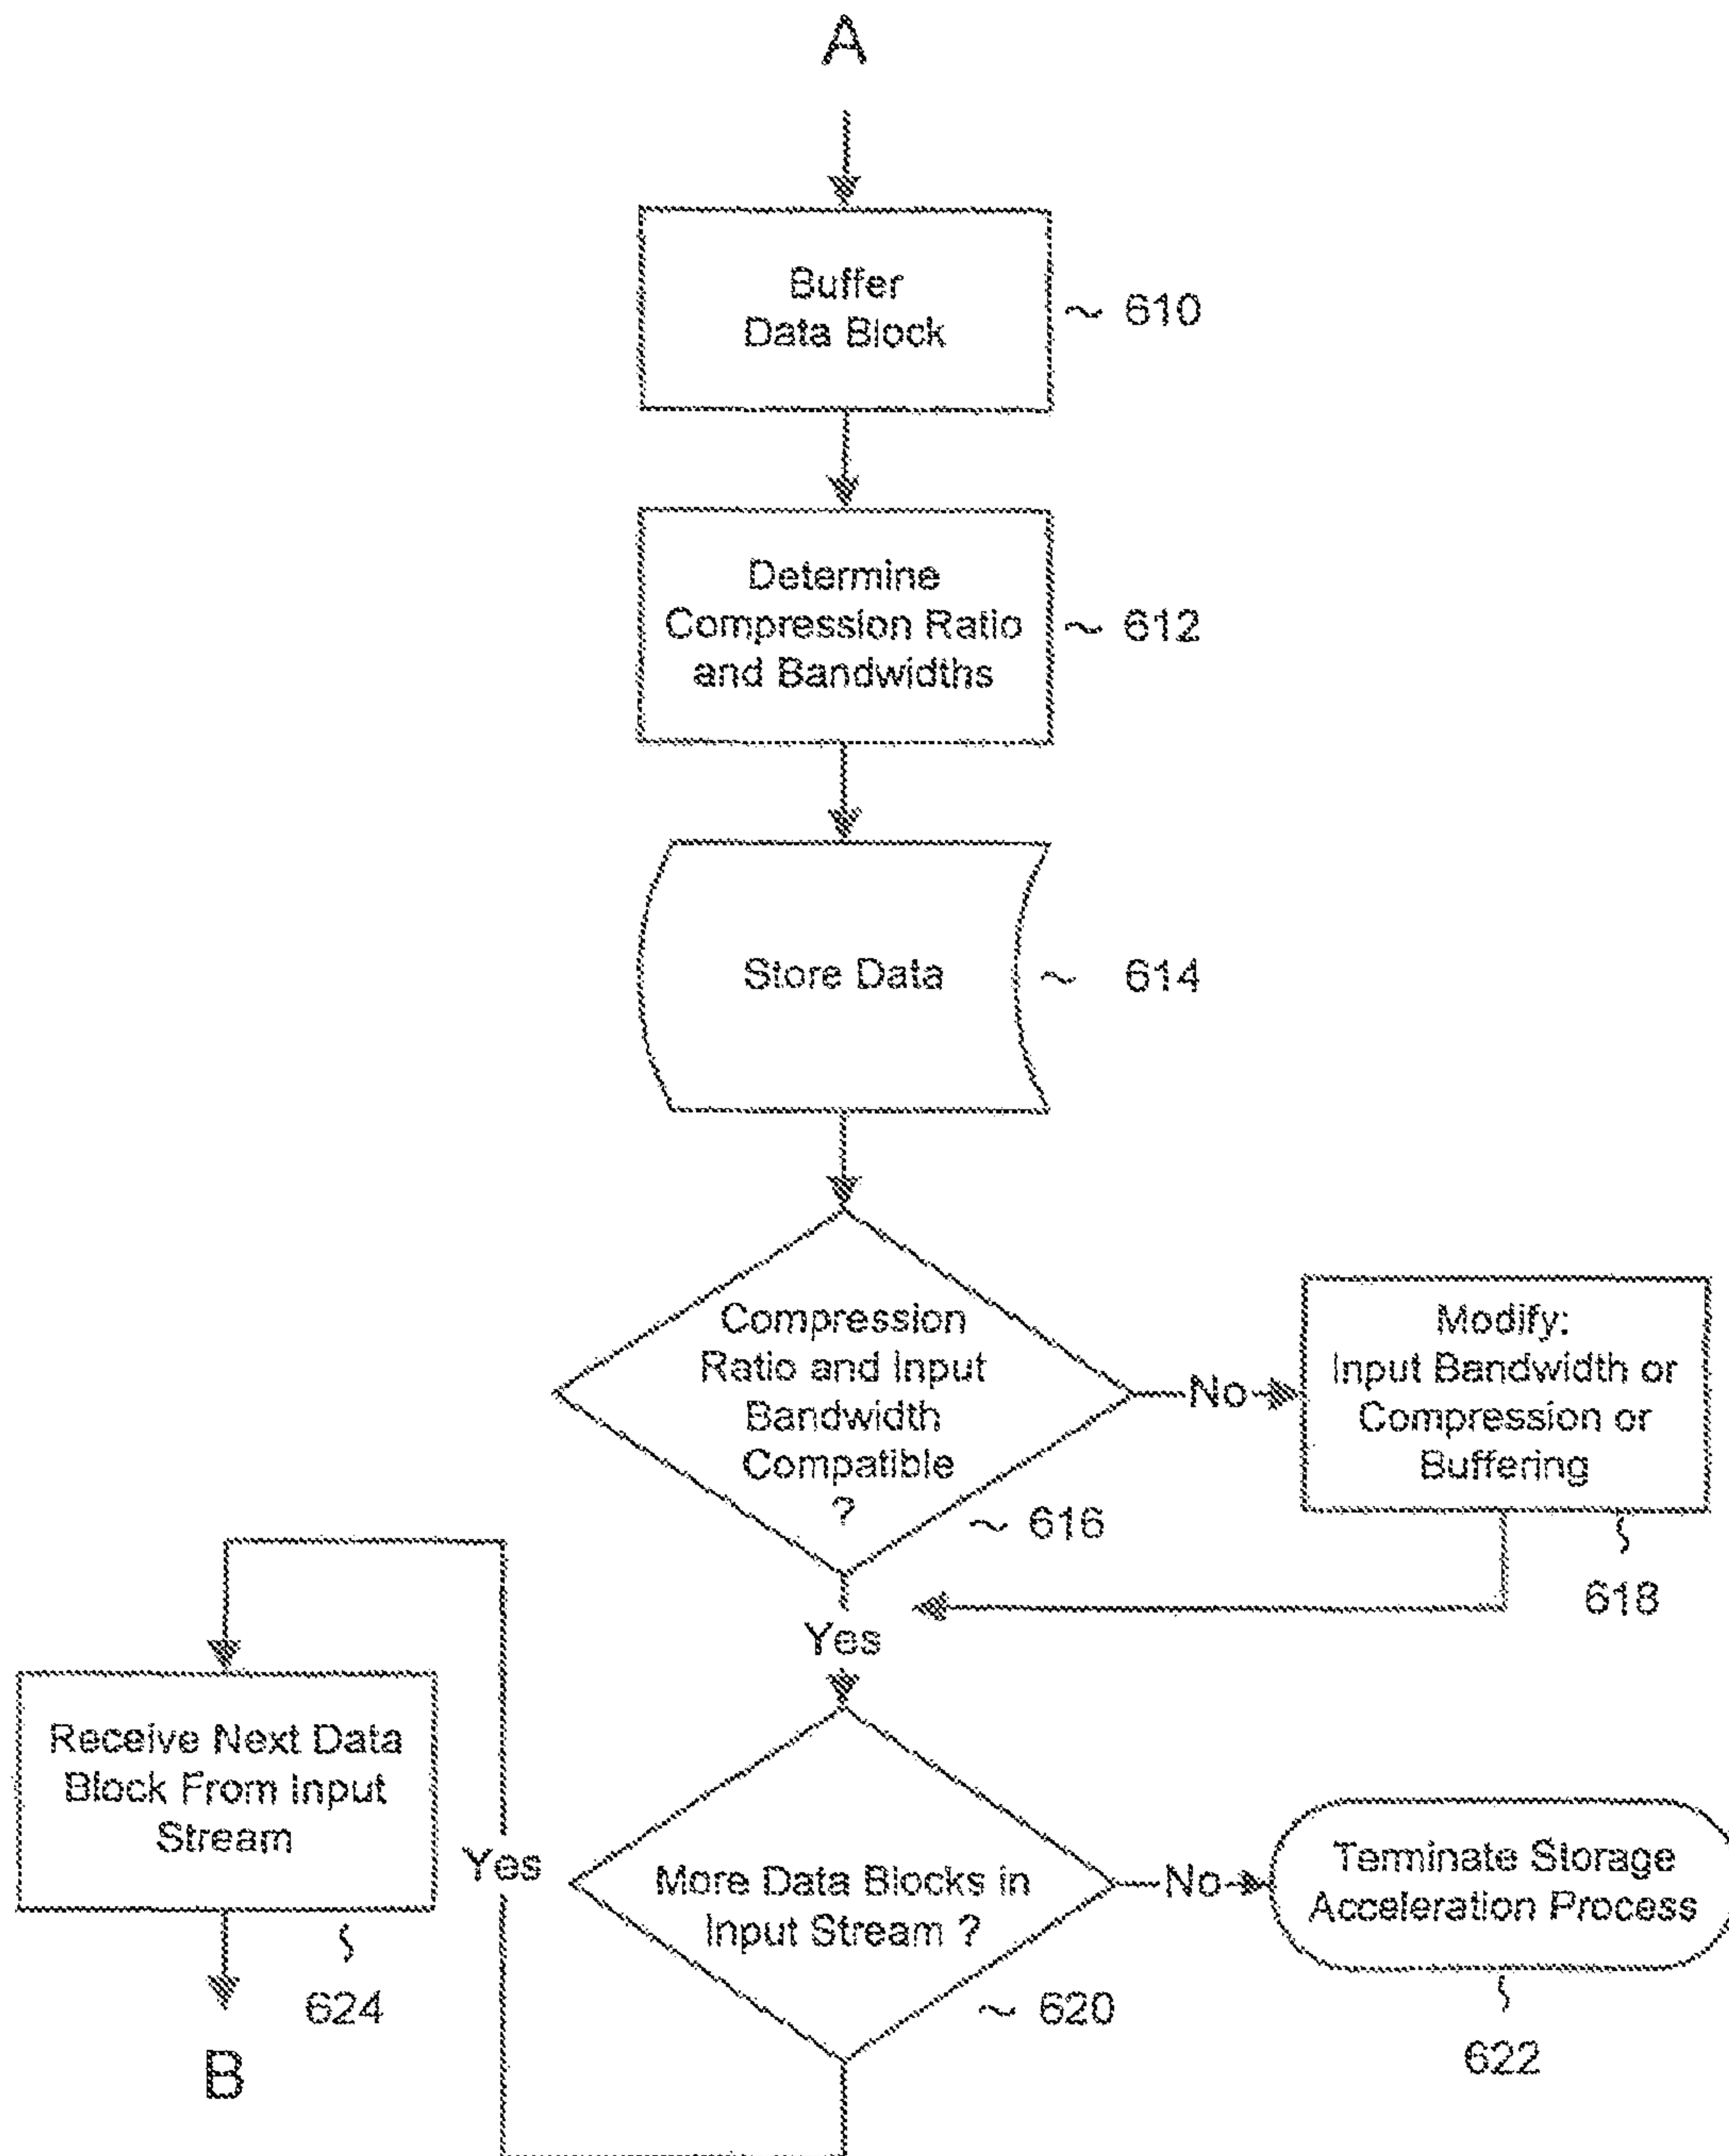 A
Buffer
Data Block
~ 610
Determine
Compression Ratio
and Bandwidths
~ 612
Store Data
~ 614
Compression
Ratio and Input
Bandwidth
Compatible
?
~ 616
No
Modify:
Input Bandwidth or
Compression or
Buffering
618
Yes
More Data Blocks in
Input Stream ?
~ 620
No
Terminate Storage
Acceleration Process
622
Yes
Receive Next Data
Block From Input
Stream
624
B